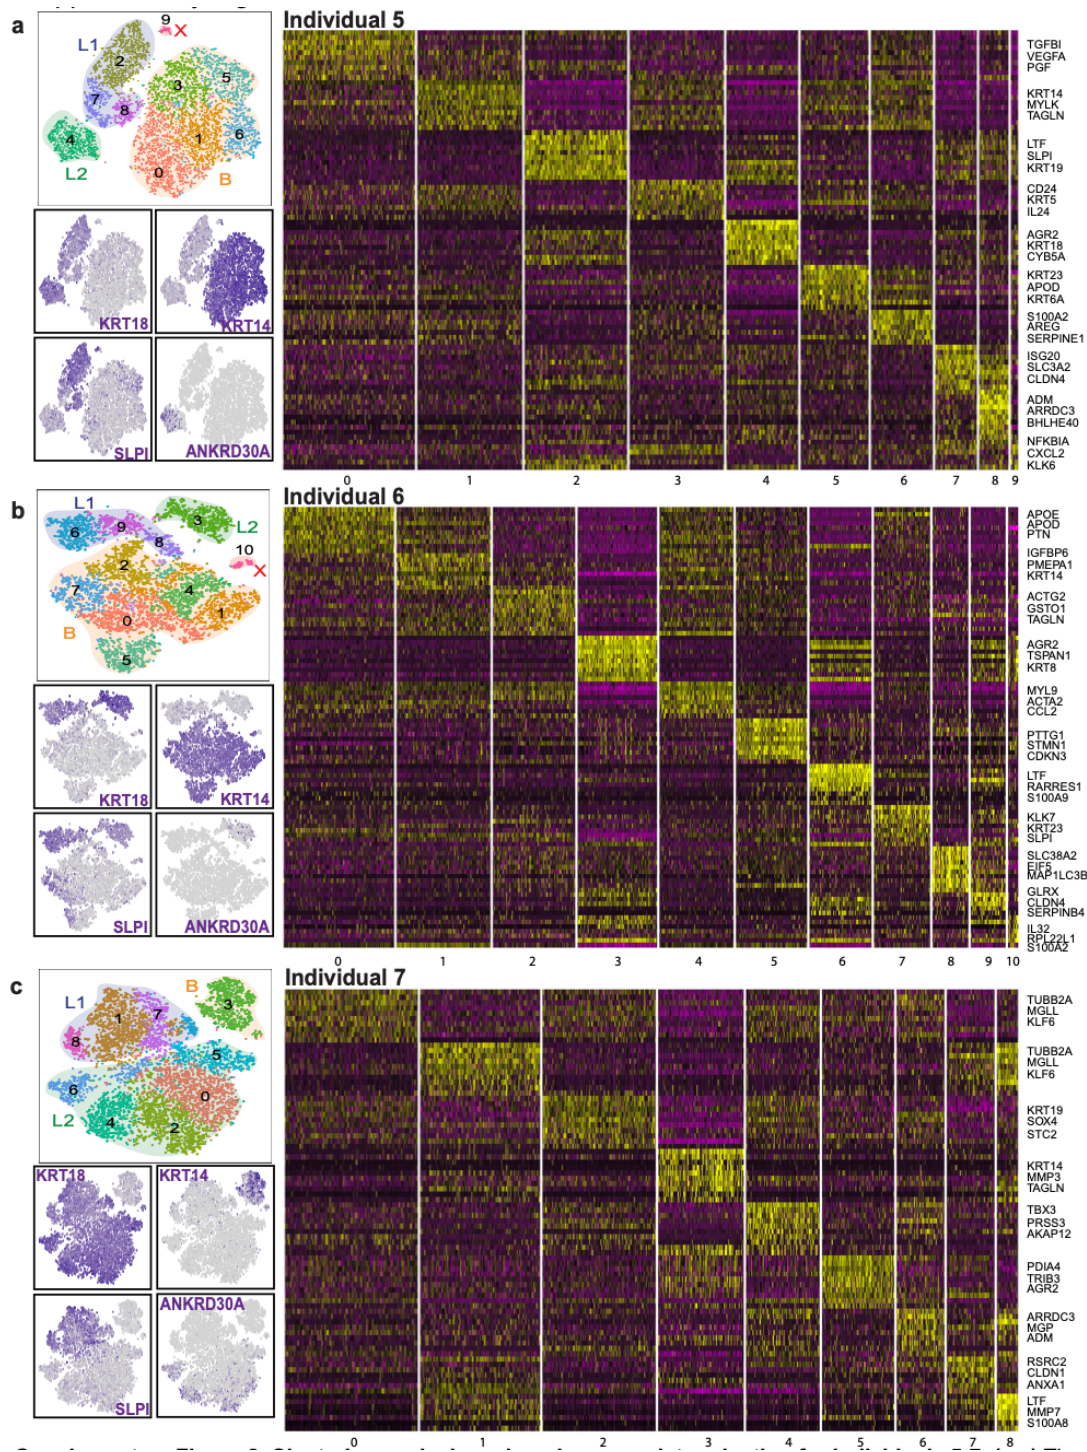 a
Individual 5
9
X
L1
2
3
5
7
8
4
1
6
L2
0
B
KRT18
KRT14
SLPI
ANKRD30A
TGFBI
VEGFA
PGF
KRT14
MYLK
TAGLN
LTF
SLPI
KRT19
CD24
KRT5
IL24
AGR2
KRT18
CYB5A
KRT23
APOD
KRT6A
S100A2
AREG
SERPINE1
ISG20
SLC3A2
CLDN4
ADM
ARRDC3
BHLHE40
NFKBIA
CXCL2
KLK6
0 1 2 3 4 5 6 7 8 9
b
Individual 6
L1
6
9
8
3
L2
10
X
2
7
4
1
0
B
5
KRT18
KRT14
SLPI
ANKRD30A
APOE
APOD
PTN
IGFBP6
PMEPA1
KRT14
ACTG2
GSTO1
TAGLN
AGR2
TSPAN1
KRT8
MYL9
ACTA2
CCL2
PTTG1
STMN1
CDKN3
LTF
RARRES1
S100A9
KLK7
KRT23
SLPI
SLC38A2
EIF5
MAP1LC3B
GLRX
CLDN4
SERPINB4
IL32
RPL22L1
S100A2
0 1 2 3 4 5 6 7 8 9 10
c
Individual 7
L1
B
1
7
3
8
5
6
0
L2
4
2
KRT18
KRT14
SLPI
ANKRD30A
TUBB2A
MGLL
KLF6
TUBB2A
MGLL
KLF6
KRT19
SOX4
STC2
KRT14
MMP3
TAGLN
TBX3
PRSS3
AKAP12
PDIA4
TRIB3
AGR2
ARRDC3
MGP
ADM
RSRC2
CLDN1
ANXA1
LTF
MMP7
S100A8
0 1 2 3 4 5 6 7 8